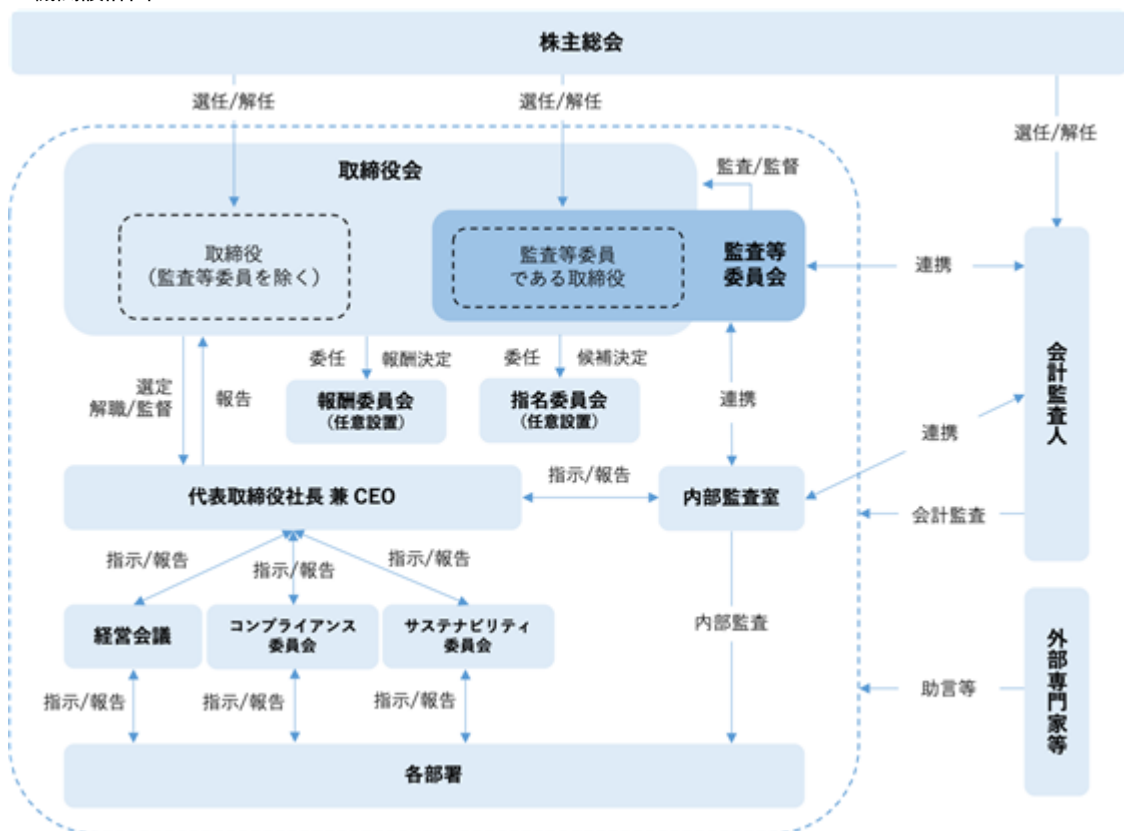 株主総会
選任/解任
選任/解任
選任/解任
取締役会
監査/監督
取締役
(監査等委員を除く)
監査等委員
である取締役
監査等
委員会
連携
会計監査人
選定
解職/監督
報告
委任
報酬決定
委任
候補決定
報酬委員会
(任意設置)
指名委員会
(任意設置)
連携
連携
代表取締役社長 兼 CEO
指示/報告
内部監査室
会計監査
指示/報告
指示/報告
指示/報告
経営会議
コンプライアンス
委員会
サステナビリティ
委員会
内部監査
外部専門家等
指示/報告
指示/報告
指示/報告
助言等
各部署